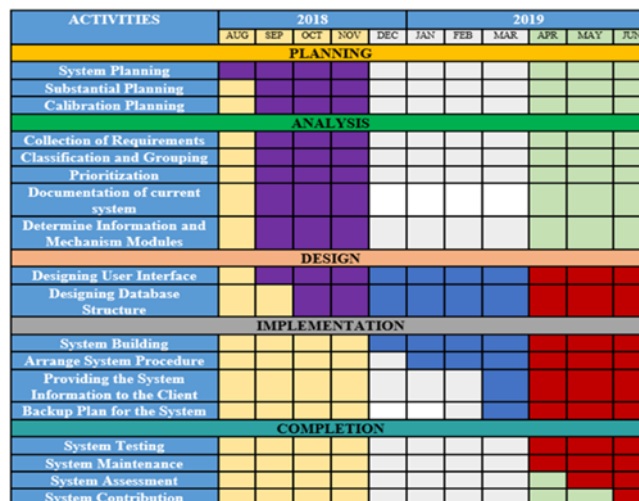 ACTIVITIES 2018 2019
AUG SEP OCT NOV DEC JAN FEB MAR APR MAY JUN
PLANNING
System Planning
Substantial Planning
Calibration Planning
ANALYSIS
Collection of Requirements
Classification and Grouping
Prioritization
Documentation of current
system
Determine Information and
Mechanism Modules
DESIGN
Designing User Interface
Designing Database
Structure
IMPLEMENTATION
System Building
Arrange System Procedure
Providing the System
Information to the Client
Backup Plan for the System
COMPLETION
System Testing
System Maintenance
System Assessment
System Contribution